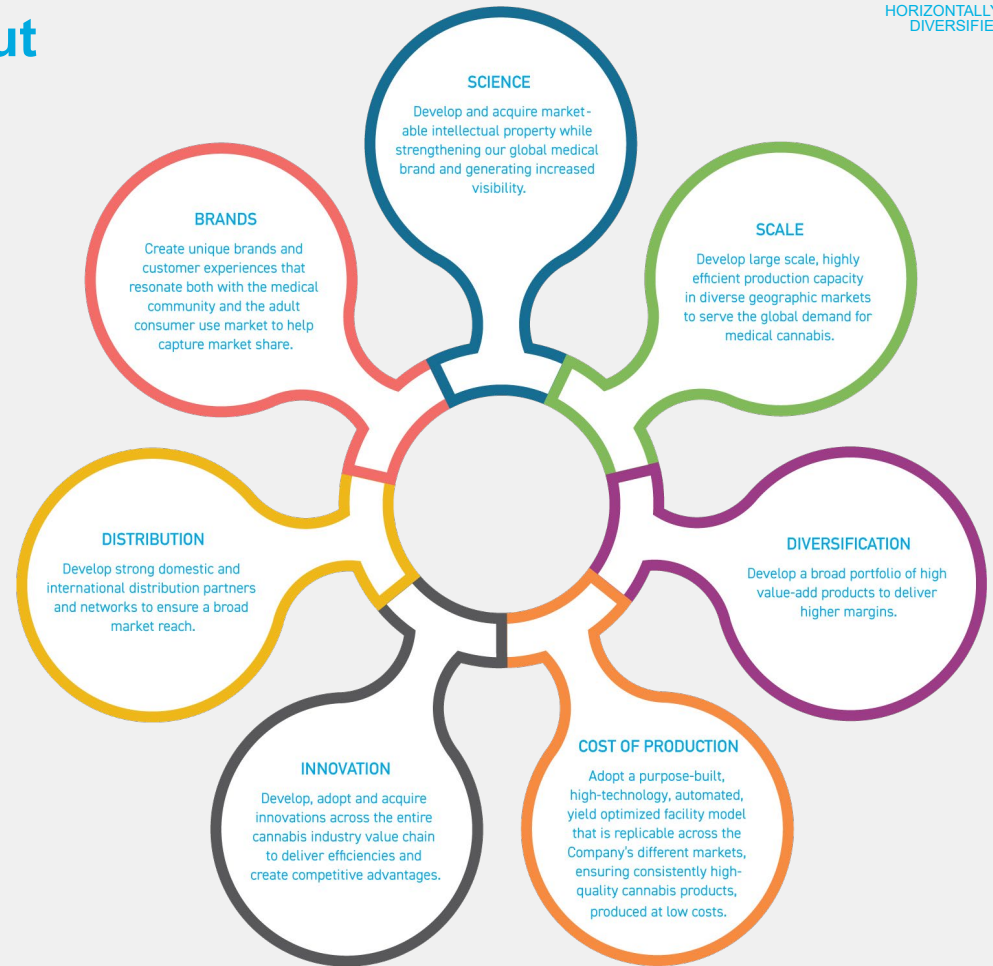 ut
HORIZONTALLY
DIVERSIFIE
SCIENCE
Develop and acquire market-
able intellectual property while
strengthening our global medical
brand and generating increased
visibility.
BRANDS
Create unique brands and
customer experiences that
resonate both with the medical
community and the adult
consumer use market to help
capture market share.
SCALE
Develop large scale, highly
efficient production capacity
in diverse geographic markets
to serve the global demand for
medical cannabis.
DISTRIBUTION
Develop strong domestic and
international distribution partners
and networks to ensure a broad
market reach.
DIVERSIFICATION
Develop a broad portfolio of high
value-add products to deliver
higher margins.
INNOVATION
Develop, adopt and acquire
innovations across the entire
cannabis industry value chain
to deliver efficiencies and
create competitive advantages.
COST OF PRODUCTION
Adopt a purpose-built,
high-technology, automated,
yield optimized facility model
that is replicable across the
Company's different markets,
ensuring consistently high-
quality cannabis products,
produced at low costs.